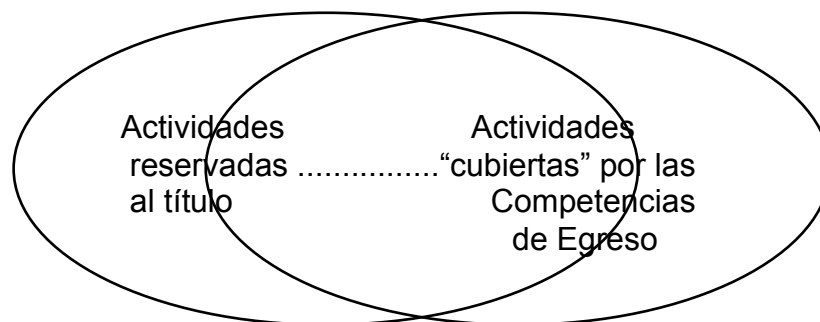 Actividades Actividades
reservadas ................“cubiertas” por las
al título Competencias
de Egreso